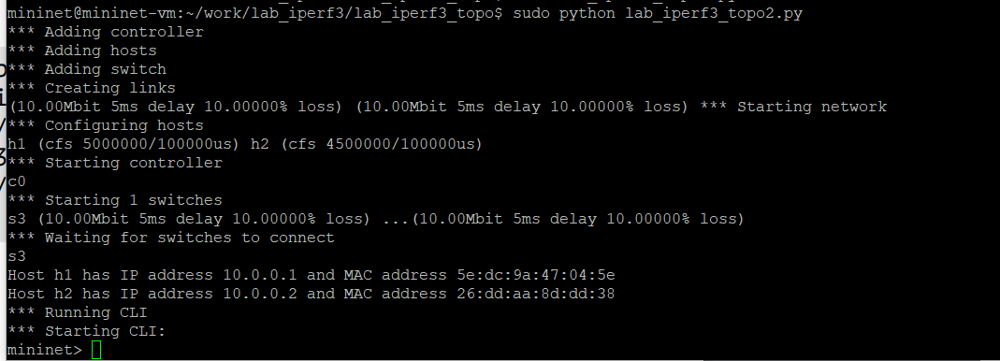 mininet@mininet-vm:~/work/lab_iperf3/lab_iperf3_topo$ sudo python lab_iperf3_topo2.py
*** Adding controller
*** Adding hosts
*** Adding switch
*** Creating links
(10.00Mbit 5ms delay 10.00000% loss) (10.00Mbit 5ms delay 10.00000% loss) *** Starting network
*** Configuring hosts
h1 (cfs 5000000/100000us) h2 (cfs 4500000/100000us)
*** Starting controller
c0
*** Starting 1 switches
s3 (10.00Mbit 5ms delay 10.00000% loss) ...(10.00Mbit 5ms delay 10.00000% loss)
*** Waiting for switches to connect
s3
Host h1 has IP address 10.0.0.1 and MAC address 5e:dc:9a:47:04:5e
Host h2 has IP address 10.0.0.2 and MAC address 26:dd:aa:8d:dd:38
*** Running CLI
*** Starting CLI:
mininet>